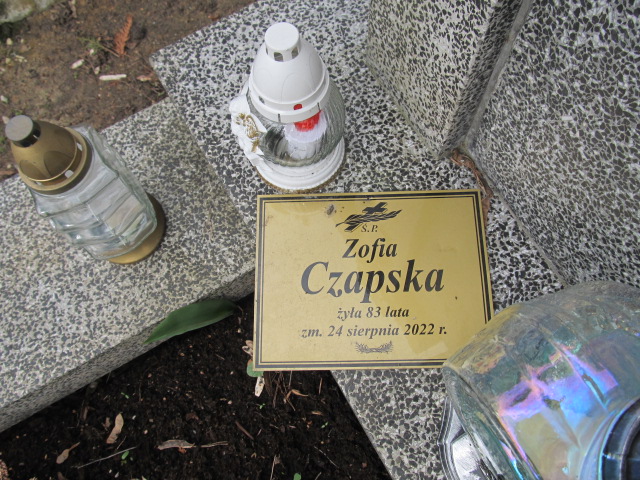 Ś.P.
Zofia
Czapska
żyła 83 lata
zm. 24 sierpnia 2022 r.